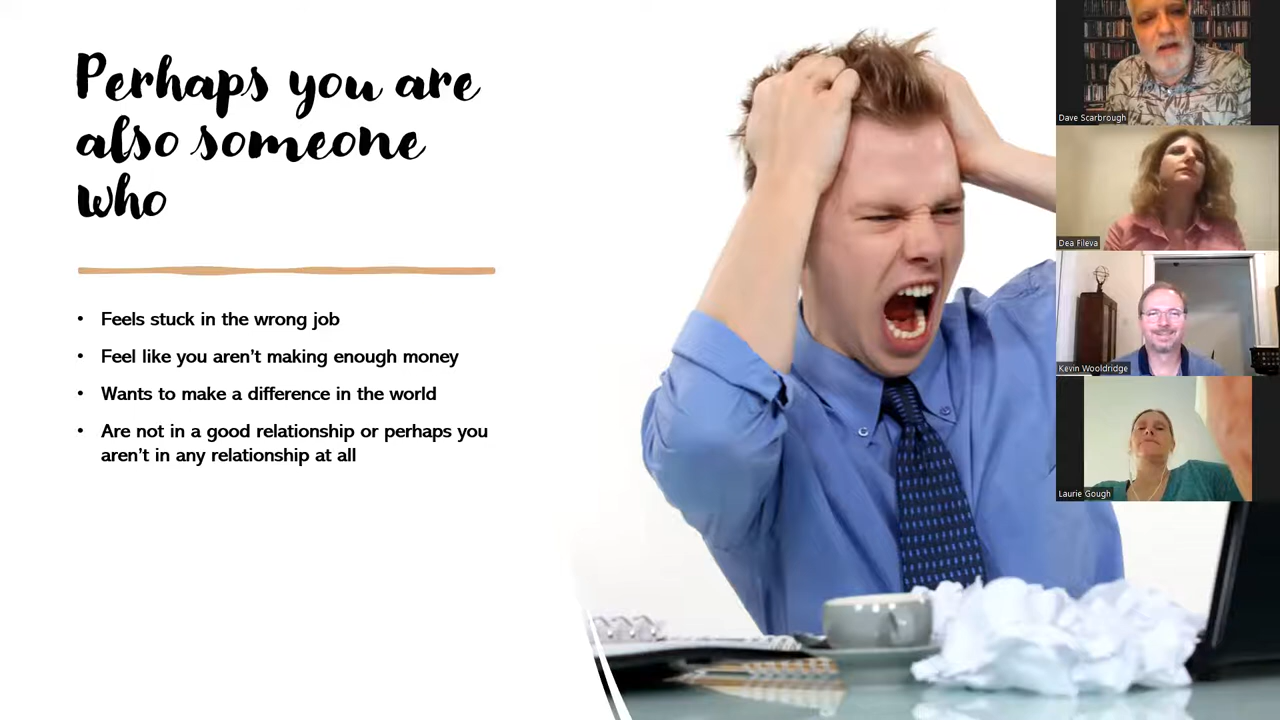 Perhaps you are
also someone
who
• Feels stuck in the wrong job
• Feel like you aren't making enough money
• Wants to make a difference in the world
• Are not in a good relationship or perhaps you
aren't in any relationship at all
Dave Scarbrough
Dea Fileva
Kevin Wooldridge
Laurie Gough